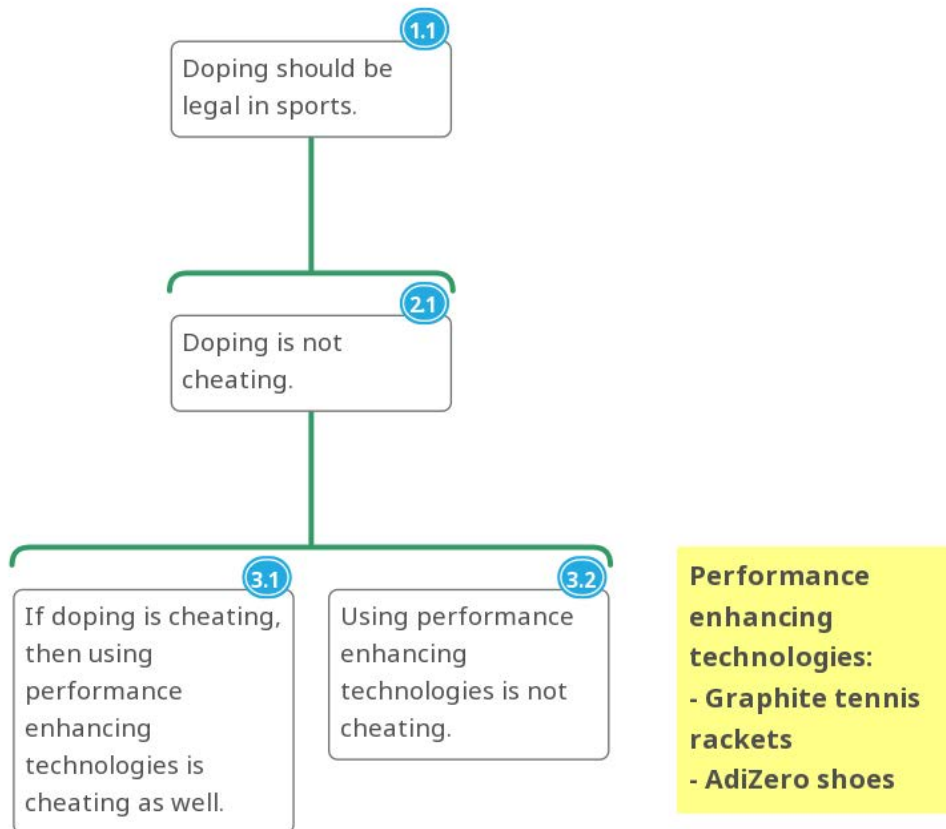 1.1
Doping should be
legal in sports.
2.1
Doping is not
cheating.
3.1
If doping is cheating,
then using
performance
enhancing
technologies is
cheating as well.
3.2
Using performance
enhancing
technologies is not
cheating.
Performance
enhancing
technologies:
- Graphite tennis
rackets
- AdiZero shoes